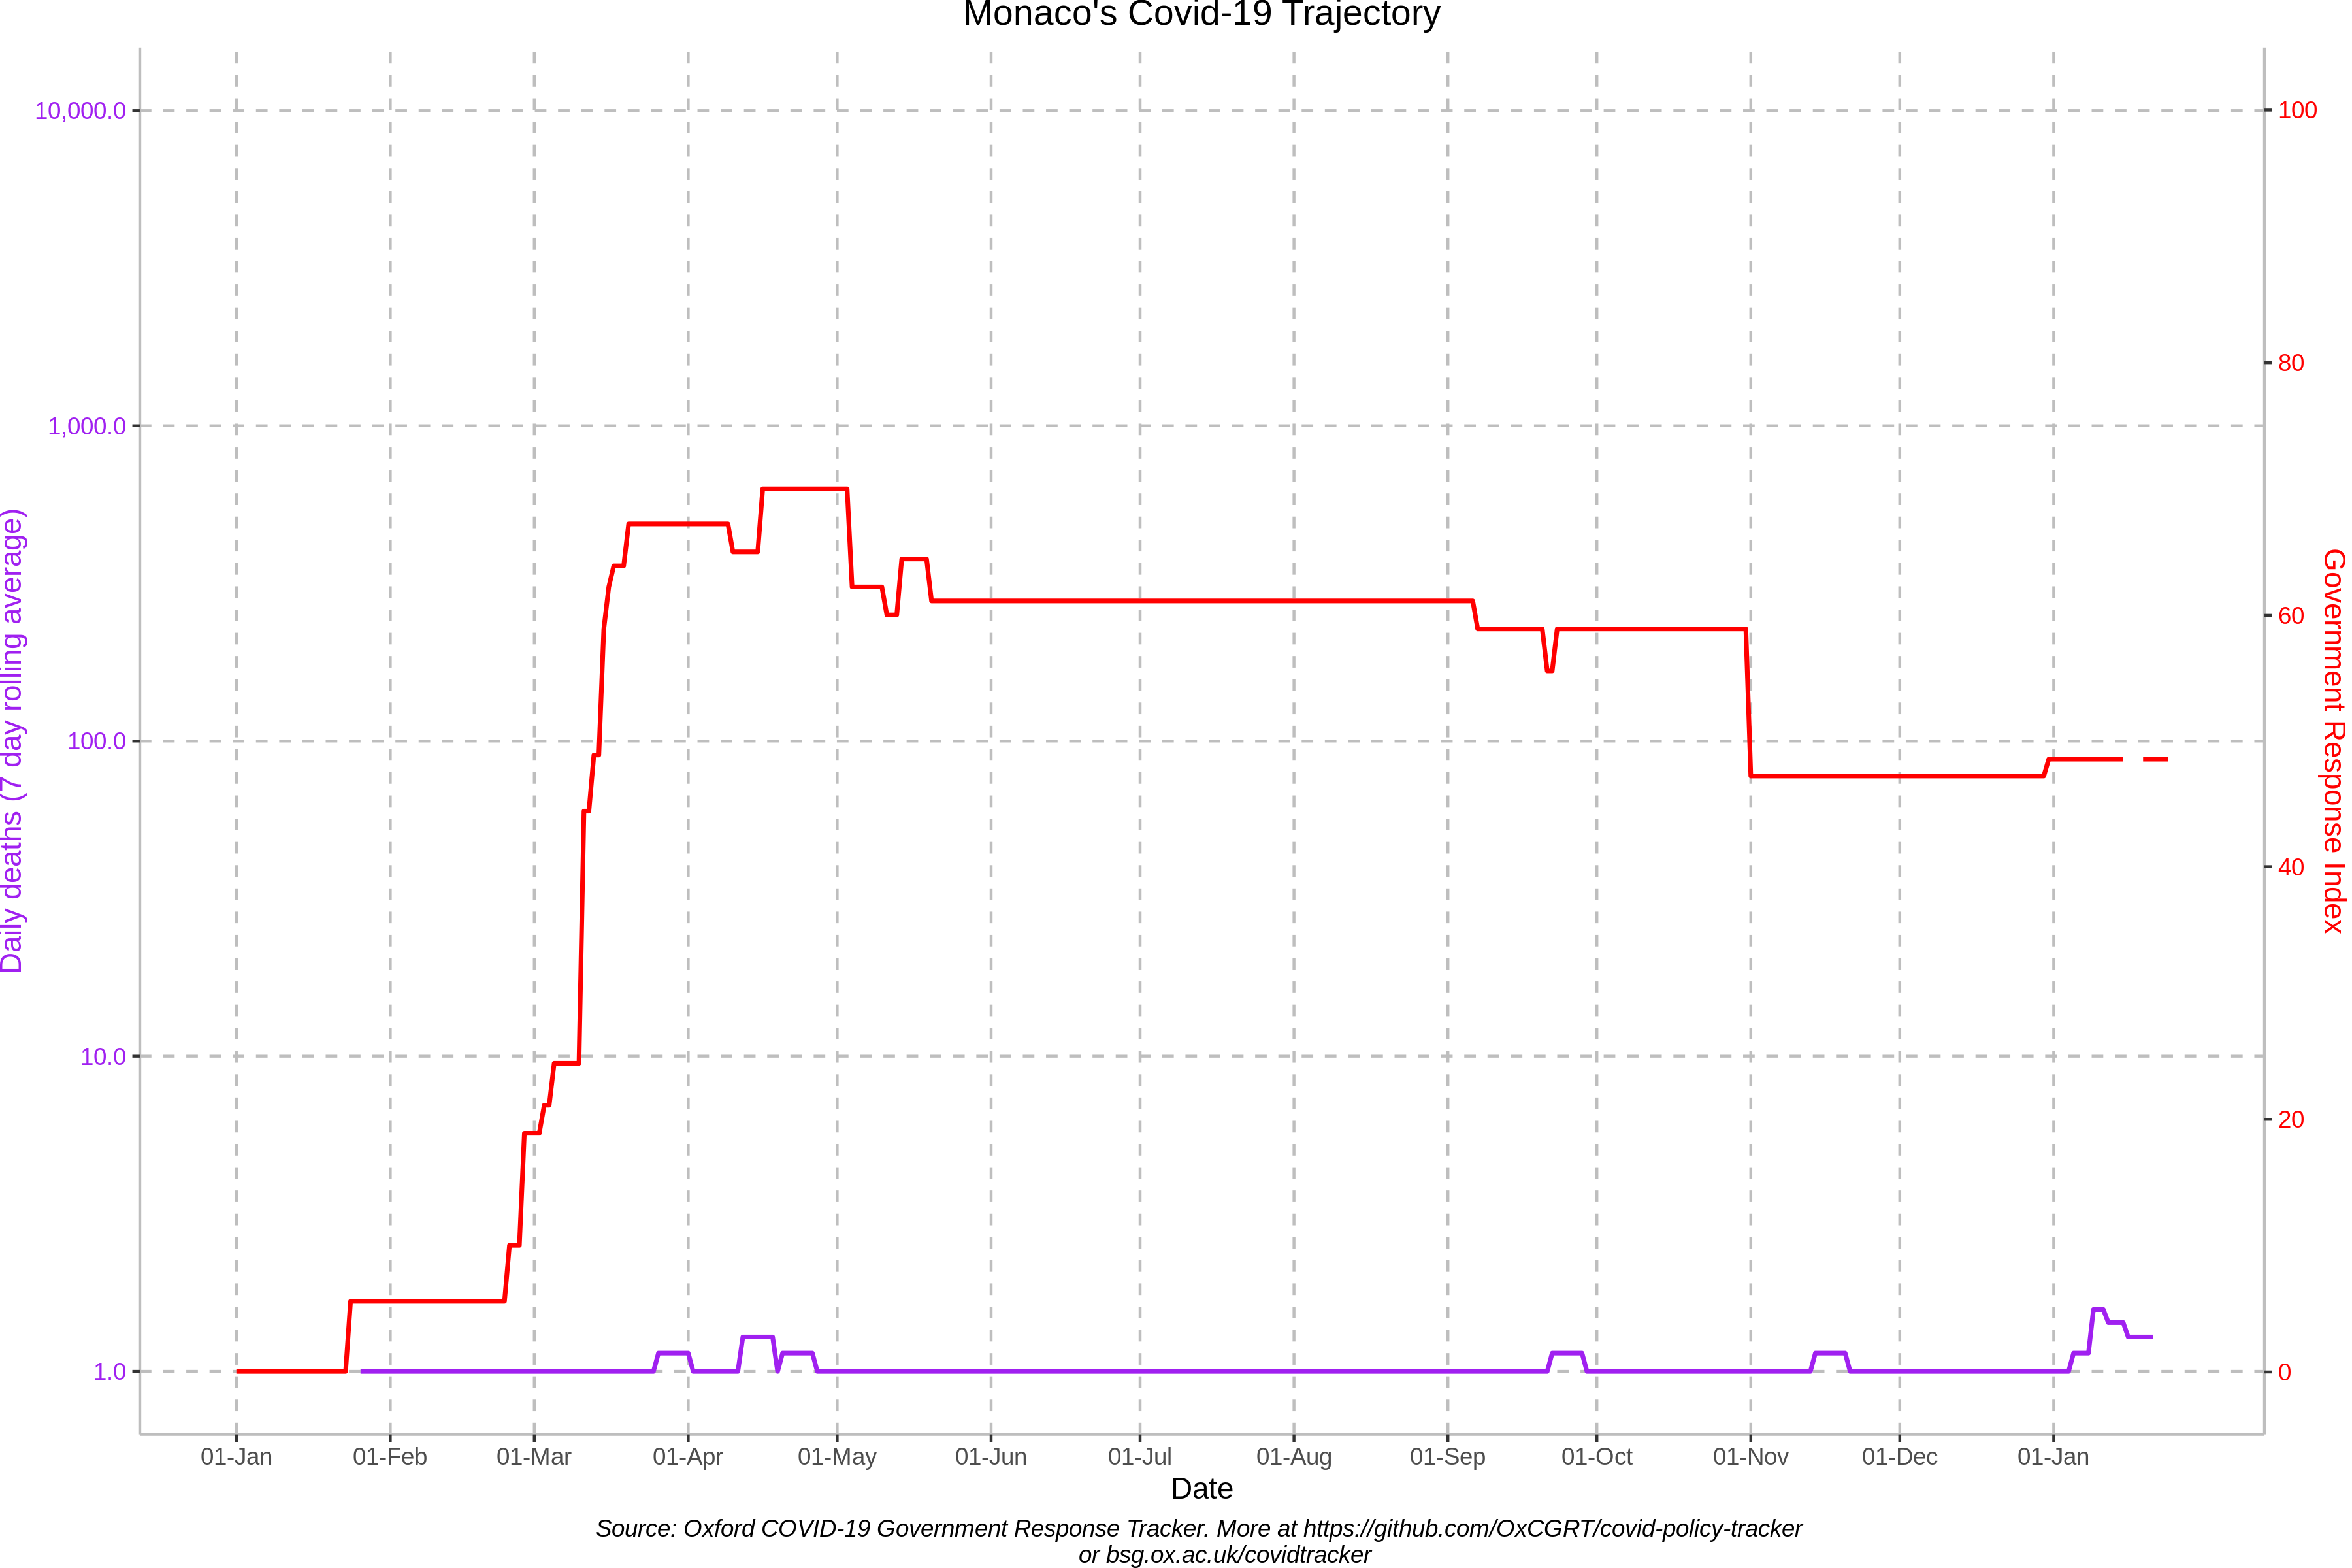 Monaco's Covid-19 Trajectory
10,000.0
1,000.0
100.0
10.0
1.0
Daily deaths (7 day rolling average)
100
80
60
40
20
0
Government Response Index
01-Jan 01-Feb 01-Mar 01-Apr 01-May 01-Jun 01-Jul 01-Aug 01-Sep 01-Oct 01-Nov 01-Dec 01-Jan
Date
Source: Oxford COVID-19 Government Response Tracker. More at https://github.com/OxCGRT/covid-policy-tracker
or bsg.ox.ac.uk/covidtracker